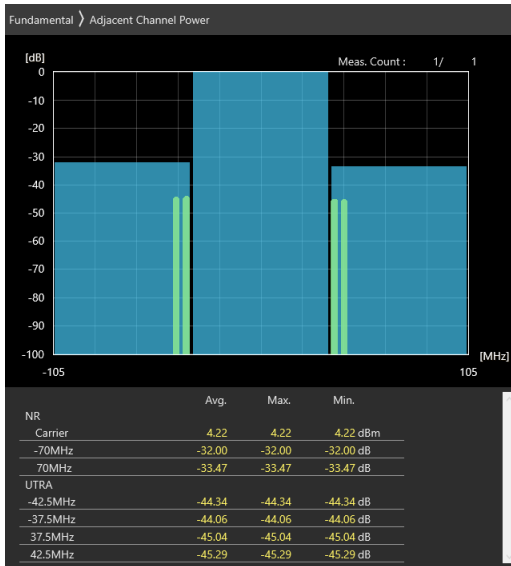 Fundamental 〉 Adjacent Channel Power
[dB]
Meas. Count : 1/ 1
0
-10
-20
-30
-40
-50
-60
-70
-80
-90
-100
[MHz]
-105 105
Avg. Max. Min.
NR
Carrier 4.22 4.22 4.22 dBm
-70MHz -32.00 -32.00 -32.00 dB
70MHz -33.47 -33.47 -33.47 dB
UTRA
-42.5MHz -44.34 -44.34 -44.34 dB
-37.5MHz -44.06 -44.06 -44.06 dB
37.5MHz -45.04 -45.04 -45.04 dB
42.5MHz -45.29 -45.29 -45.29 dB